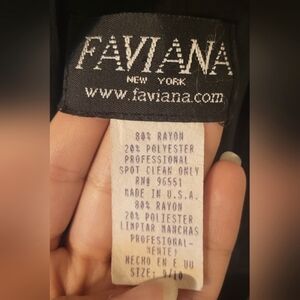 FAVIANA
NEW YORK
www.faviana.com
80% RAYON
20% POLYESTER
PROFESSIONAL
SPOT CLEAN ONLY
RN# 96551
MADE IN U.S.A.
80% RAYON
20% POLIESTER
LIMPIAR MANCHAS
PROFESIONAL-
MENTE
HECHO EN E UU
SIZE: 9/10